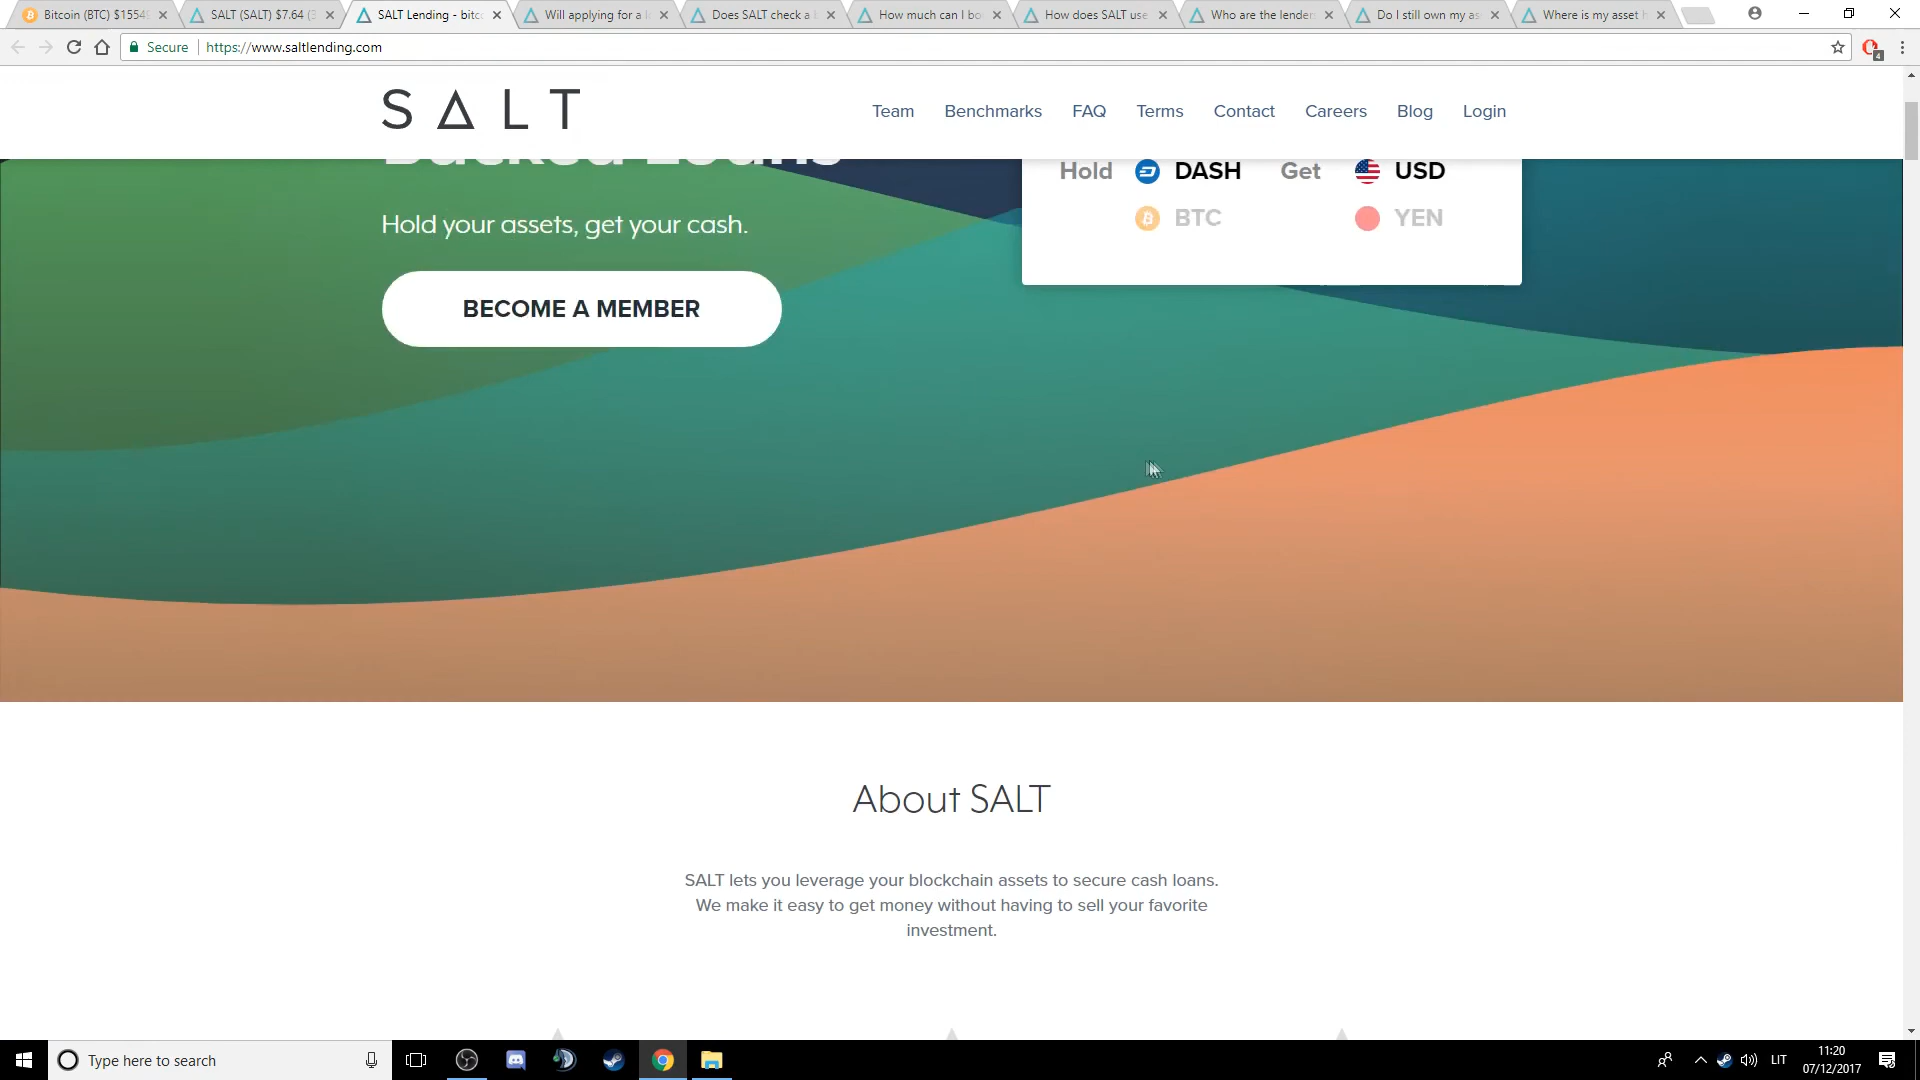 Bitcoin (BTC) $1554
SALT (SALT) $7.64 (3
SALT Lending - bitc
Will applying for a l
Does SALT check a
How much can I bo
How does SALT use
Who are the lender
Do I still own my as
Where is my asset h
Secure
https://www.saltlending.com
4
SALT
Team
Benchmarks
FAQ
Terms
Contact
Careers
Blog
Login
Hold DASH Get USD
BTC YEN
Hold your assets, get your cash.
BECOME A MEMBER
About SALT
SALT lets you leverage your blockchain assets to secure cash loans.
We make it easy to get money without having to sell your favorite
investment.
Type here to search
LIT
11:20
07/12/2017